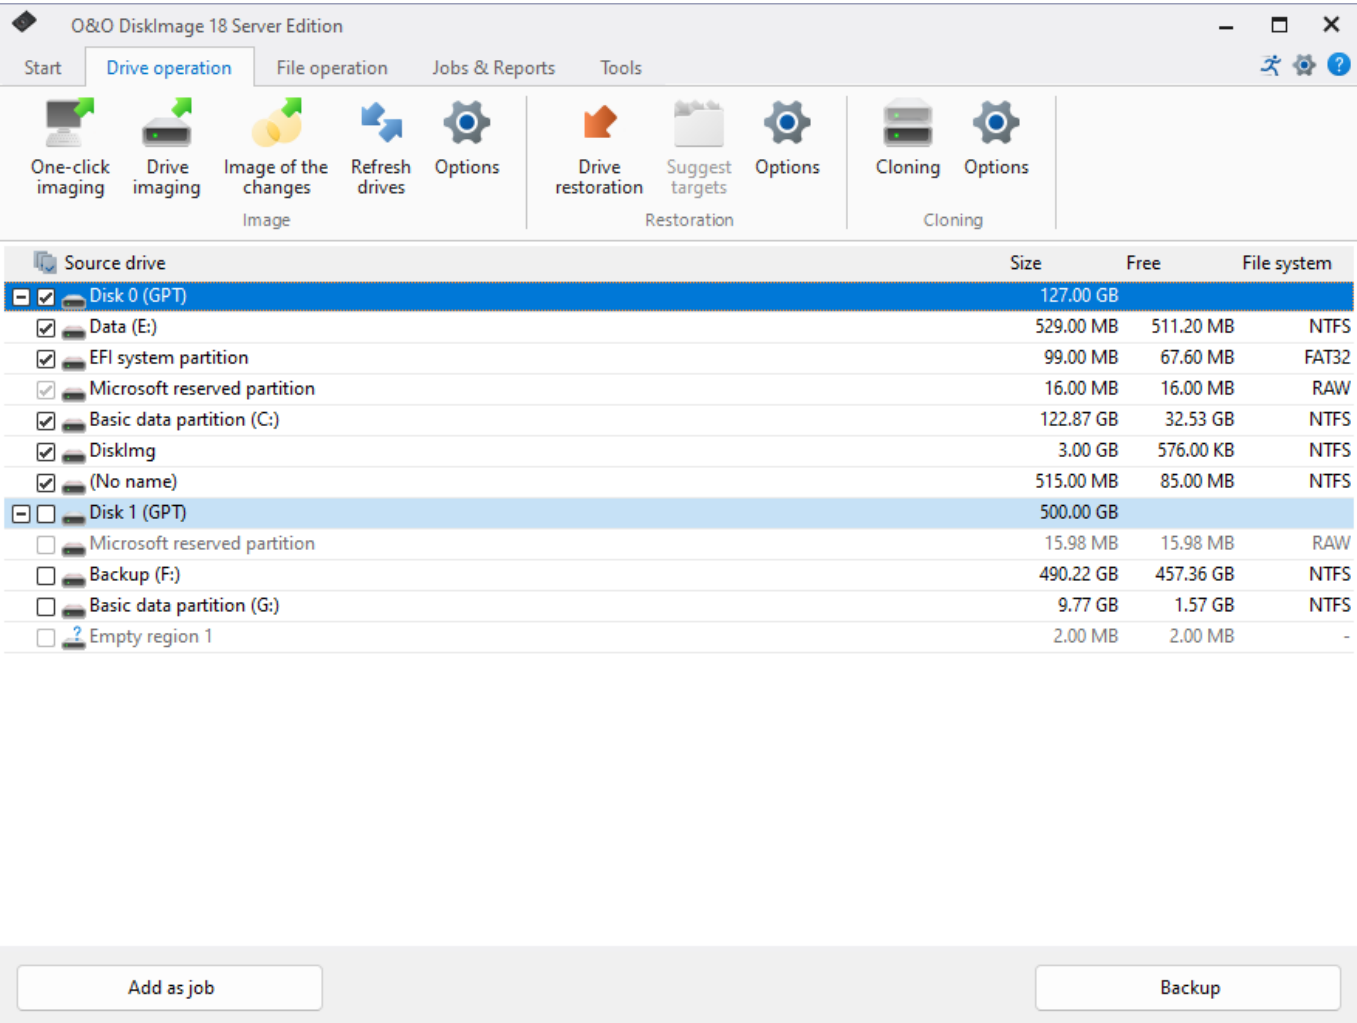 O&O DiskImage 18 Server Edition
Start Drive operation File operation Jobs & Reports Tools
One-click imaging
Drive imaging
Image of the changes
Refresh drives
Options
Image
Drive restoration
Suggest targets
Options
Restoration
Cloning
Options
Cloning
Source drive Size Free File system
Disk 0 (GPT) 127.00 GB
Data (E:) 529.00 MB 511.20 MB NTFS
EFI system partition 99.00 MB 67.60 MB FAT32
Microsoft reserved partition 16.00 MB 16.00 MB RAW
Basic data partition (C:) 122.87 GB 32.53 GB NTFS
DiskImg 3.00 GB 576.00 KB NTFS
(No name) 515.00 MB 85.00 MB NTFS
Disk 1 (GPT) 500.00 GB
Microsoft reserved partition 15.98 MB 15.98 MB RAW
Backup (F:) 490.22 GB 457.36 GB NTFS
Basic data partition (G:) 9.77 GB 1.57 GB NTFS
Empty region 1 2.00 MB 2.00 MB -
Add as job Backup